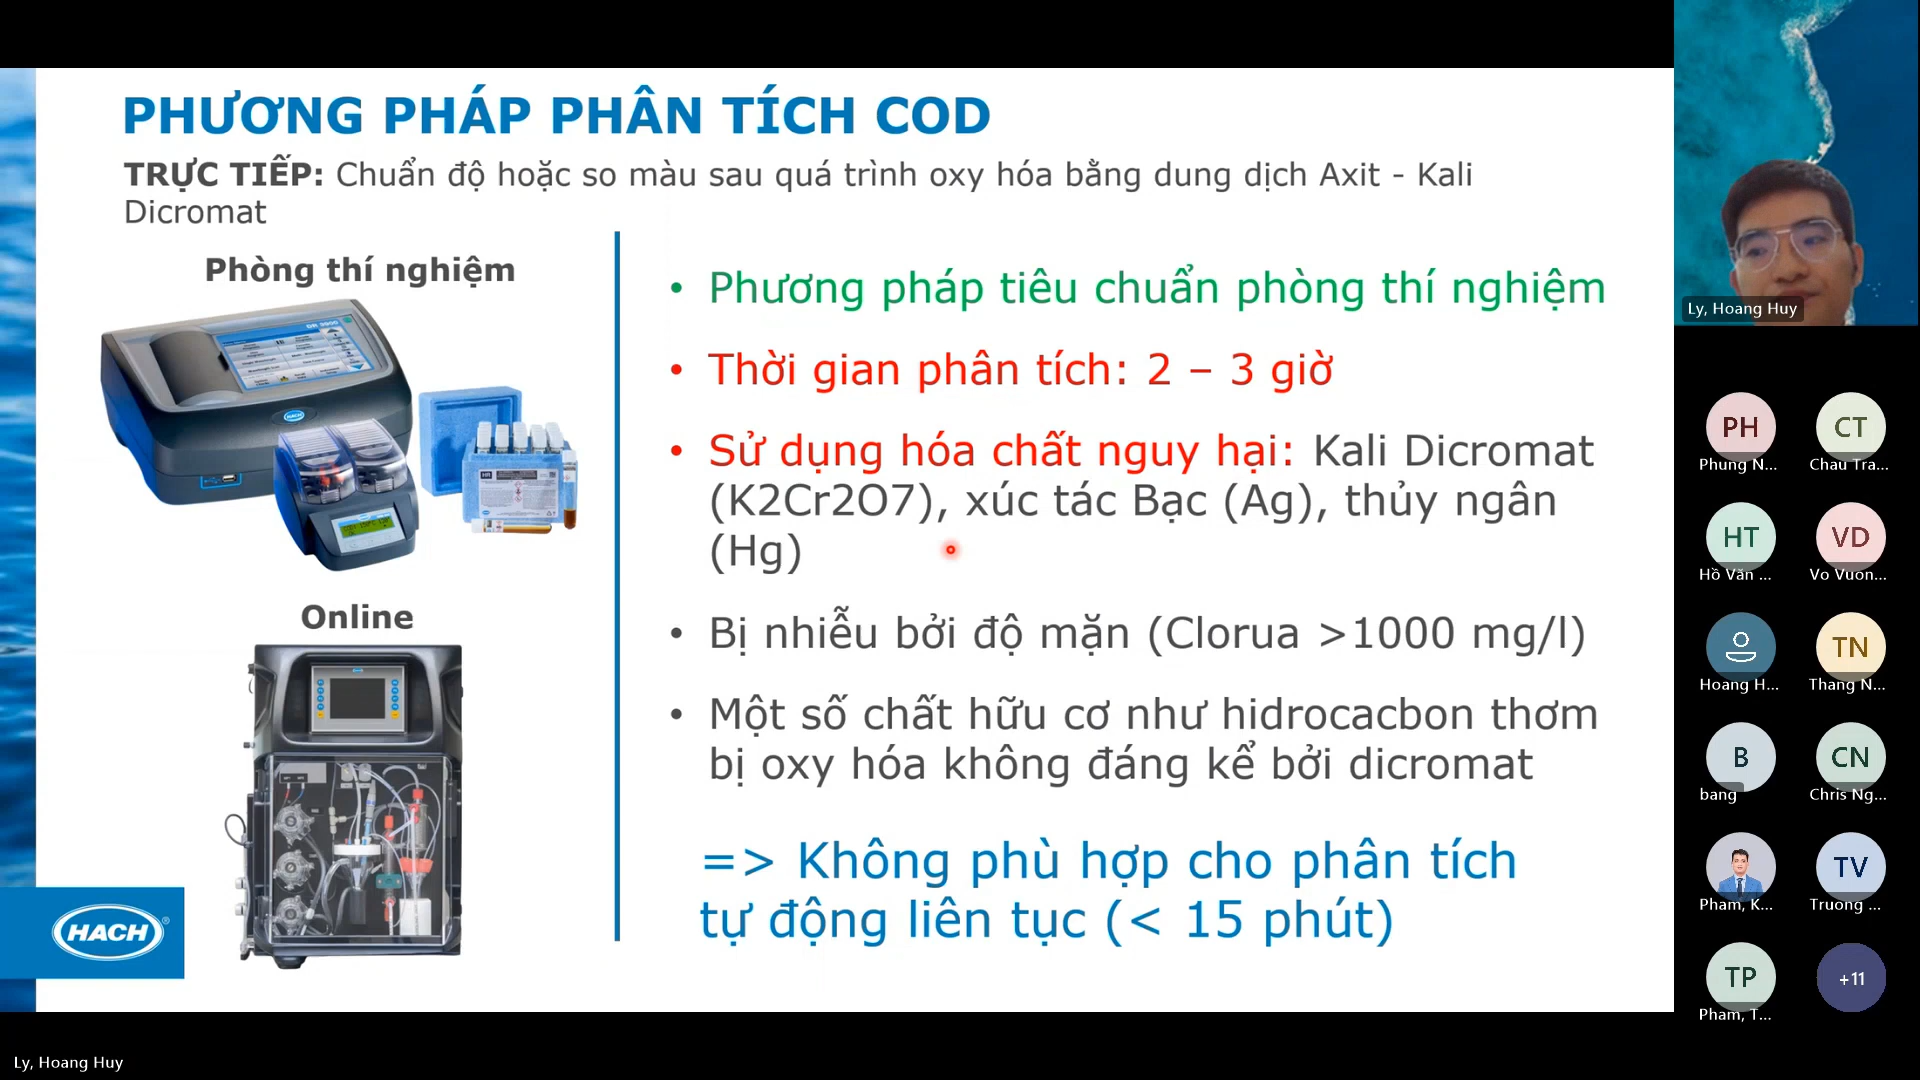 PHƯƠNG PHÁP PHÂN TÍCH COD
TRỰC TIẾP: Chuẩn độ hoặc so màu sau quá trình oxy hóa bằng dung dịch Axit - Kali
Dicromat
Phòng thí nghiệm
HACH
Online
HACH
• Phương pháp tiêu chuẩn phòng thí nghiệm
• Thời gian phân tích: 2 – 3 giờ
• Sử dụng hóa chất nguy hại: Kali Dicromat
(K2Cr2O7), xúc tác Bạc (Ag), thủy ngân
(Hg)
• Bị nhiễu bởi độ mặn (Clorua >1000 mg/l)
• Một số chất hữu cơ như hidrocacbon thơm
bị oxy hóa không đáng kể bởi dicromat
=> Không phù hợp cho phân tích
tự động liên tục (< 15 phút)
Ly, Hoang Huy
PH
CT
Phung N...
Chau Tra...
HT
VD
Hồ Văn ...
Vo Vuon...
TN
Hoang H...
Thang N...
B
CN
bang
Chris Ng...
TV
Pham, K...
Truong ...
TP
+11
Pham, T...
Ly, Hoang Huy